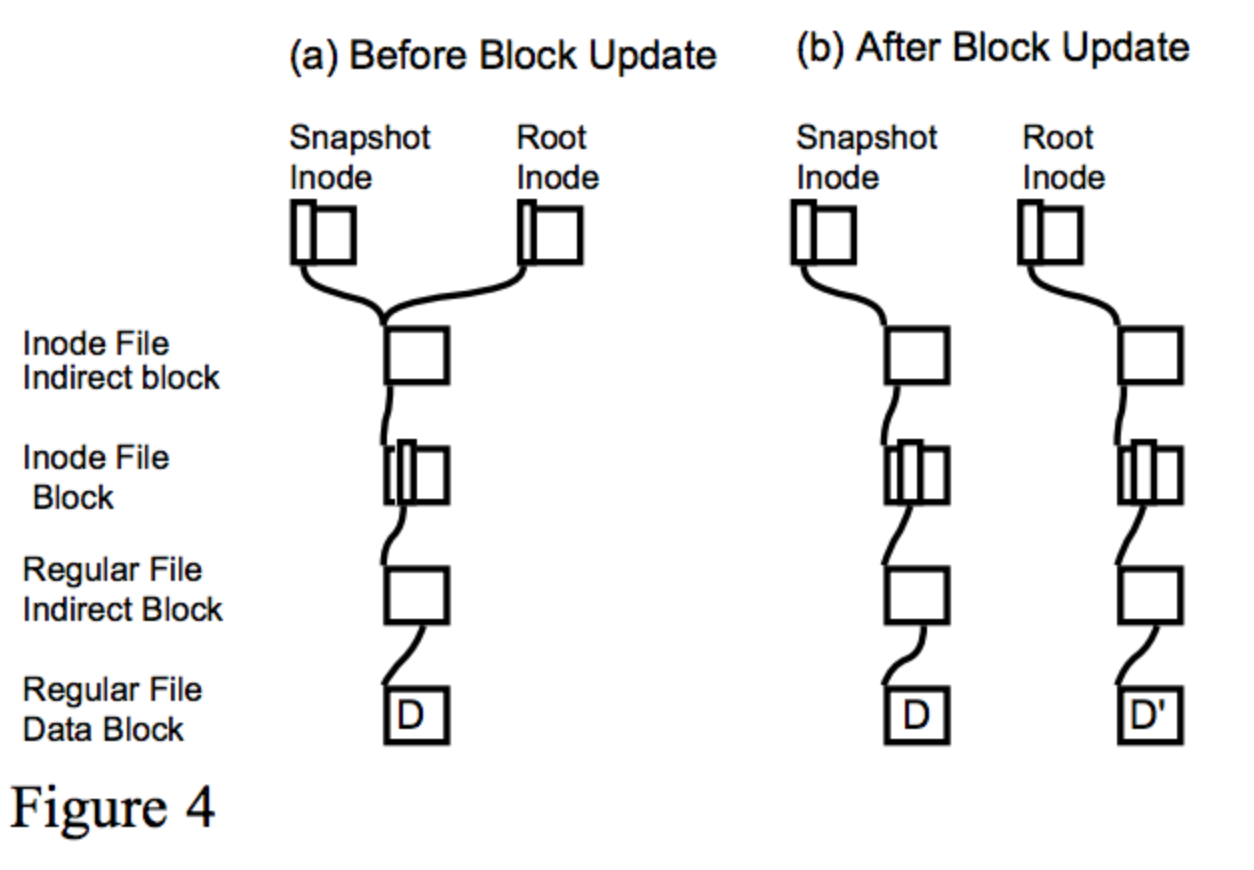 (a) Before Block Update
(b) After Block Update
Snapshot
Inode
Root
Inode
Snapshot
Inode
Root
Inode
Inode File
Indirect block
Inode File
Block
Regular File
Indirect Block
Regular File
Data Block
D
D
D'
Figure 4